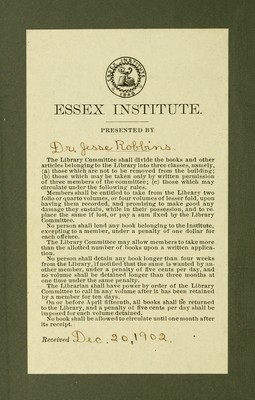 ESSEX INSTITUTE
1848
ESSEX INSTITUTE.
PRESENTED BY
Dr. Jesse Robbins.
The Library Committee shall divide the books and other
articles belonging to the Library into three classes, namely,
(a) those which are not to be removed from the building;
(b) those which may be taken only by written permission
of three members of the committee; (c) those which may
circulate under the following rules.
Members shall be entitled to take from the Library two
folio or quarto volumes, or four volumes of lesser fold, upon
having them recorded, and promising to make good any
damage they sustain, while in their possession, and to re-
place the same if lost, or pay a sum fixed by the Library
Committee.
No person shall lend any book belonging to the Institute,
excepting to a member, under a penalty of one dollar for
each offence.
The Library Committee may allow members to take more
than the allotted number of books upon a written applica-
tion.
No person shall detain any book longer than four weeks
from the Library, if notified that the same is wanted by an-
other member, under a penalty of five cents per day, and
no volume shall be detained longer than three months at
one time under the same penalty.
The Librarian shall have power by order of the Library
Committee to call in any volume after it has been retained
by a member for ten days.
On or before April fifteenth, all books shall be returned
to the Library, and a penalty of five cents per day shall be
imposed for each volume detained.
No book shall be allowed to circulate until one month after
its receipt.
Received Dec. 20, 1902.